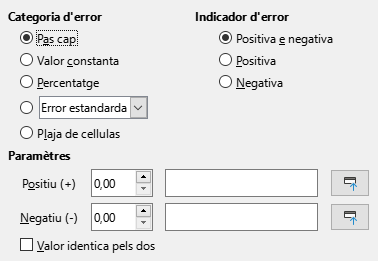 Categoria d'error
Indicador d'error
Pas cap
Positiva e negativa
Valor constanta
Positiva
Percentatge
Negativa
Error estandarda
Plaja de cellulas
Paramètres
Positiu (+) 0,00
Negatiu (-) 0,00
Valor identica pels dos